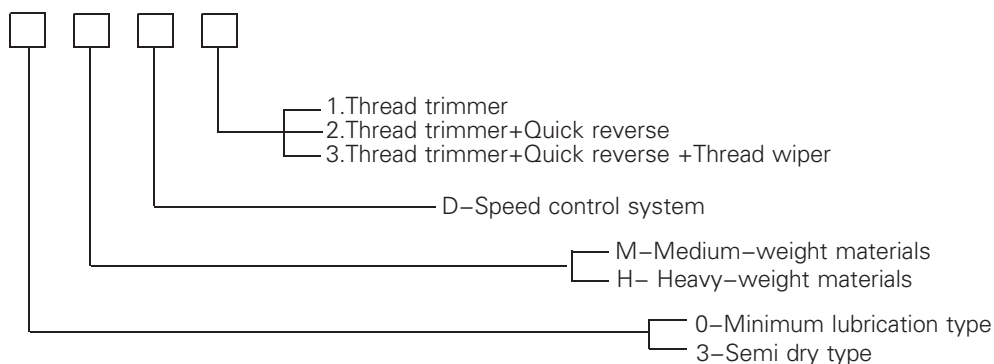 1.Thread trimmer
2.Thread trimmer+Quick reverse
3.Thread trimmer+Quick reverse +Thread wiper
D–Speed control system
M–Medium–weight materials
H– Heavy–weight materials
0–Minimum lubrication type
3–Semi dry type